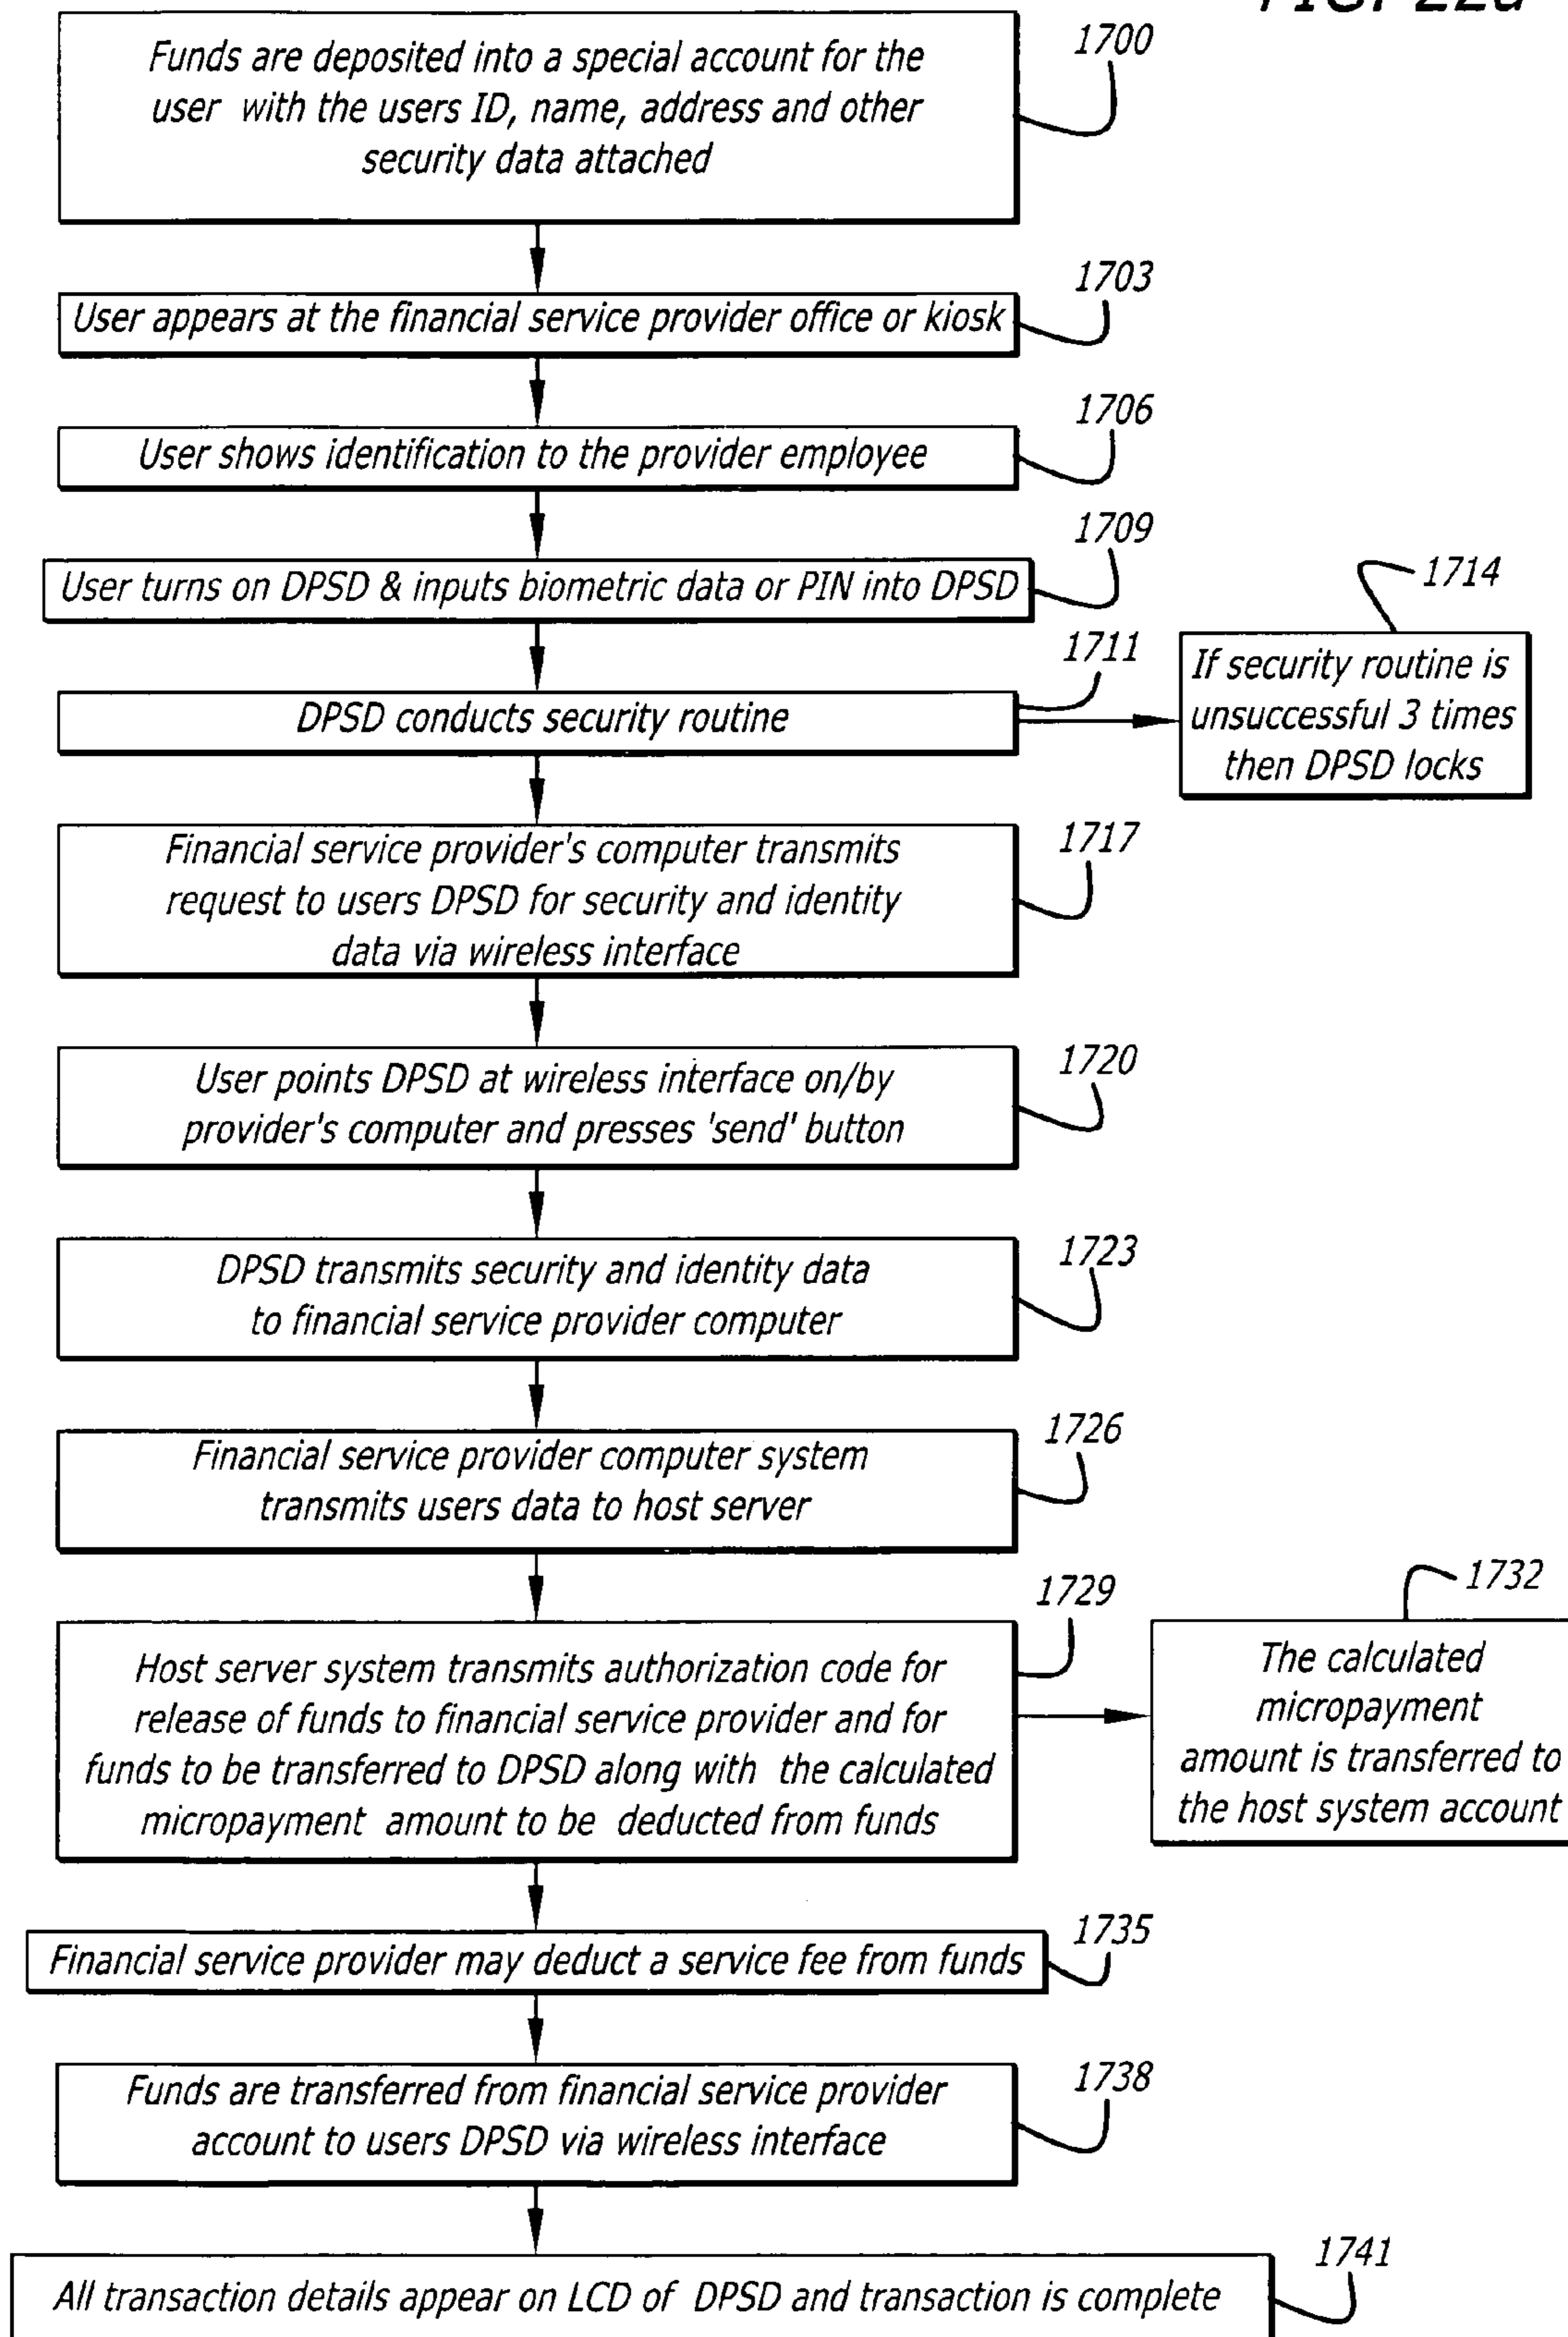 FIG. 22a
1700
Funds are deposited into a special account for the
user with the users ID, name, address and other
security data attached
1703
User appears at the financial service provider office or kiosk
1706
User shows identification to the provider employee
1709
User turns on DPSD & inputs biometric data or PIN into DPSD
1711
DPSD conducts security routine
1714
If security routine is
unsuccessful 3 times
then DPSD locks
1717
Financial service provider's computer transmits
request to users DPSD for security and identity
data via wireless interface
1720
User points DPSD at wireless interface on/by
provider's computer and presses 'send' button
1723
DPSD transmits security and identity data
to financial service provider computer
1726
Financial service provider computer system
transmits users data to host server
1729
Host server system transmits authorization code for
release of funds to financial service provider and for
funds to be transferred to DPSD along with the calculated
micropayment amount to be deducted from funds
1732
The calculated
micropayment
amount is transferred to
the host system account
1735
Financial service provider may deduct a service fee from funds
1738
Funds are transferred from financial service provider
account to users DPSD via wireless interface
1741
All transaction details appear on LCD of DPSD and transaction is complete